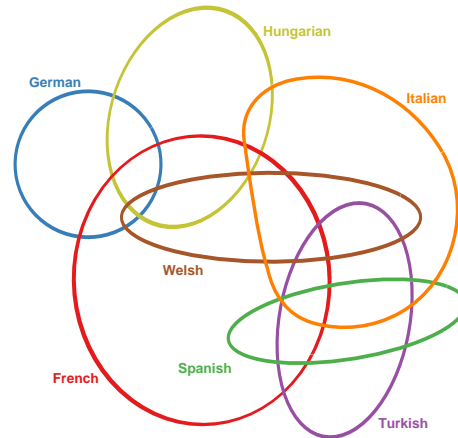 Hungarian
German
Italian
Welsh
Spanish
French
Turkish